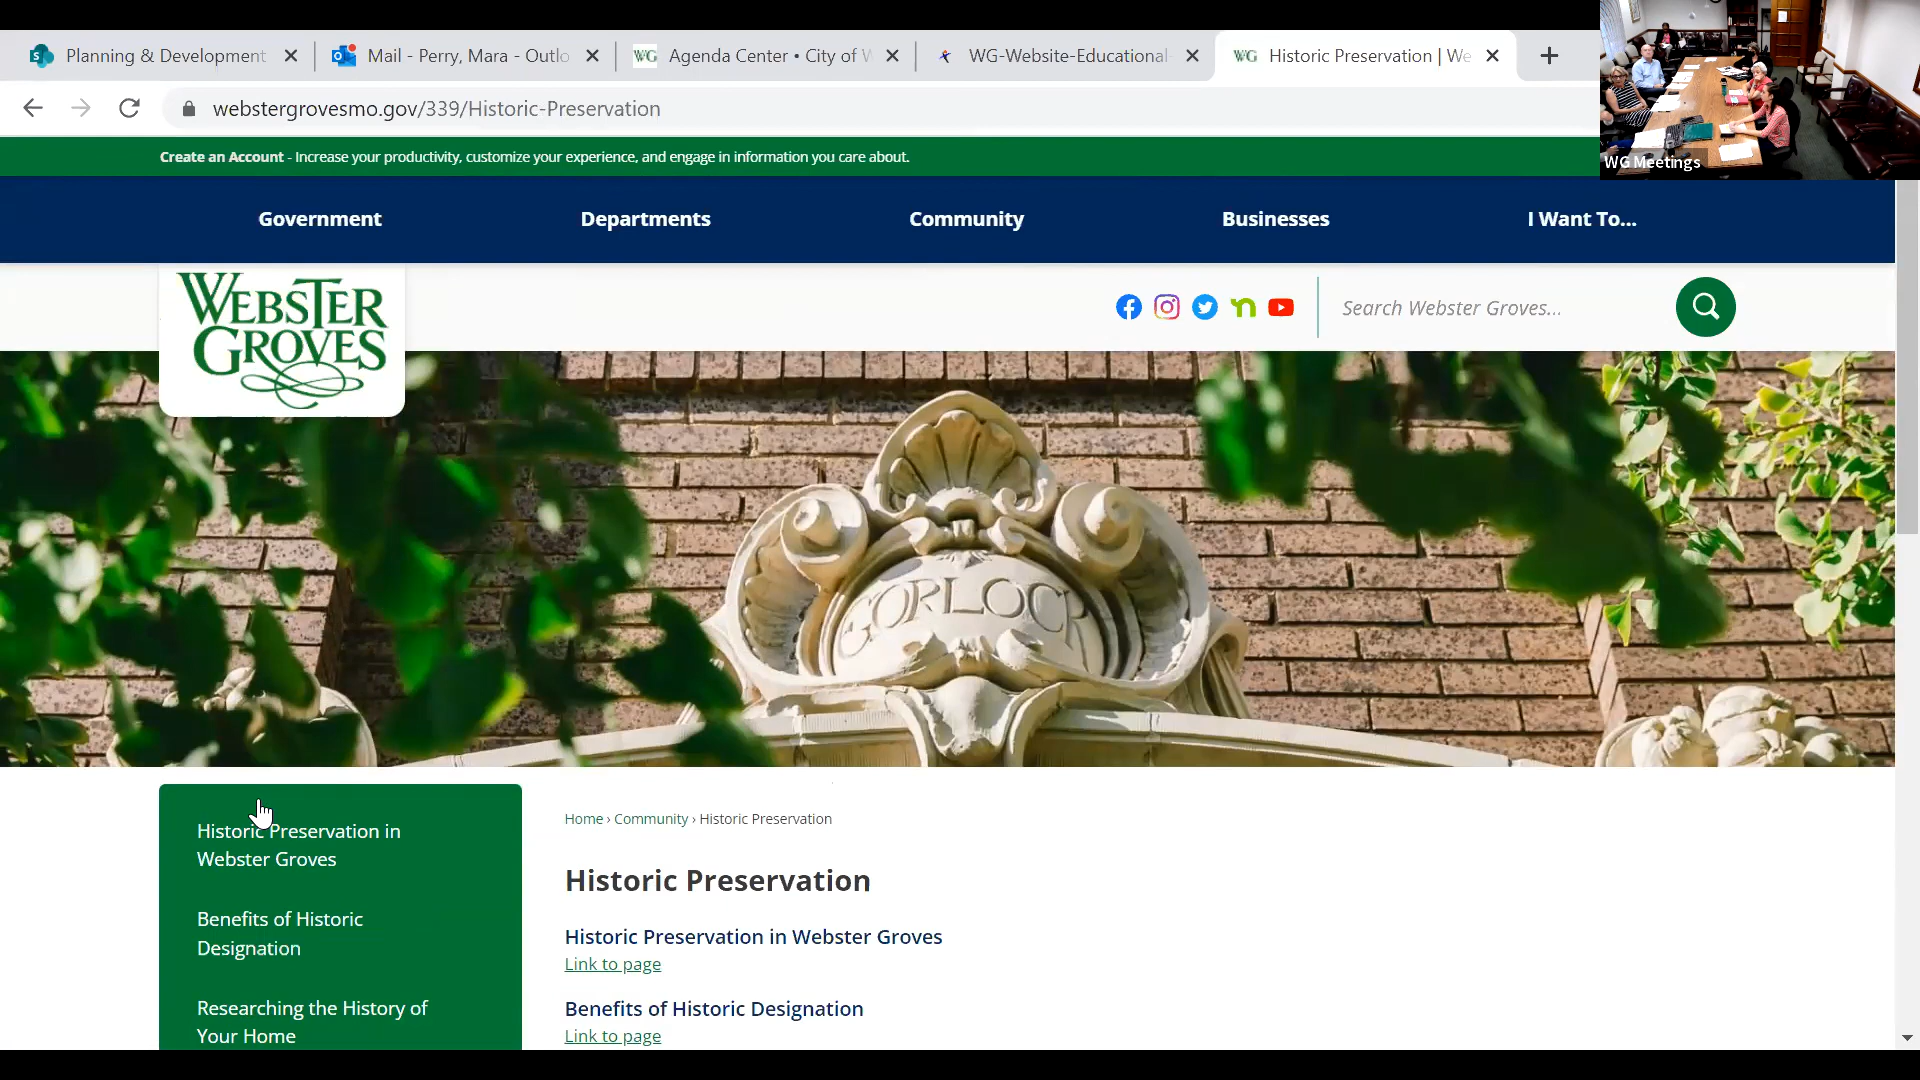 Planning & Development
Mail - Perry, Mara - Outlo
Agenda Center • City of W
WG-Website-Educational-
WG Historic Preservation | We
webstergrovesmo.gov/339/Historic-Preservation
WG Meetings
Create an Account - Increase your productivity, customize your experience, and engage in information you care about.
Government
Departments
Community
Businesses
I Want To...
WEBSTER
GROVES
Search Webster Groves...
GORLOCK
Historic Preservation in
Webster Groves
Benefits of Historic
Designation
Researching the History of
Your Home
Home › Community › Historic Preservation
Historic Preservation
Historic Preservation in Webster Groves
Link to page
Benefits of Historic Designation
Link to page